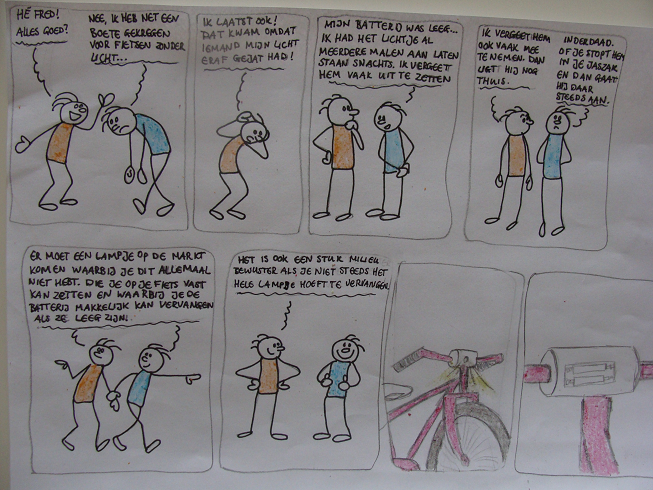 HÉ FRED!
ALLES GOED?
NEE, IK HEB NET EEN
BOETE GEKREGEN
VOOR FIETSEN ZONDER
LICHT...
IK LAATST OOK!
DAT KWAM OMDAT
IEMAND MIJN LICHT
ERAF GEJAT HAD!
MIJN BATTERIJ WAS LEEG...
IK HAD HET LICHTJE AL
MEERDERE MALEN AAN LATEN
STAAN SNACHTS. IK VERGEET
HEM VAAK UIT TE ZETTEN
IK VERGEET HEM
OOK VAAK MEE
TE NEMEN. DAN
LIGT HIJ NOG
THUIS.
INDERDAAD.
OF JE STOPT HEM
IN JE JASZAK
EN DAN GAAT
HIJ DAAR
STEEDS AAN.
ER MOET EEN LAMPJE OP DE MARKT
KOMEN WAARBIJ JE DIT ALLEMAAL
NIET HEBT. DIE JE OP JE FIETS VAST
KAN ZETTEN EN WAARBIJ JE DE
BATTERIJ MAKKELIJK KAN VERVANGEN
ALS ZE LEEG ZIJN.
HET IS OOK EEN STUK MILIEU
BEWUSTER ALS JE NIET STEEDS HET
HELE LAMPJE HOEFT TE VERVANGEN